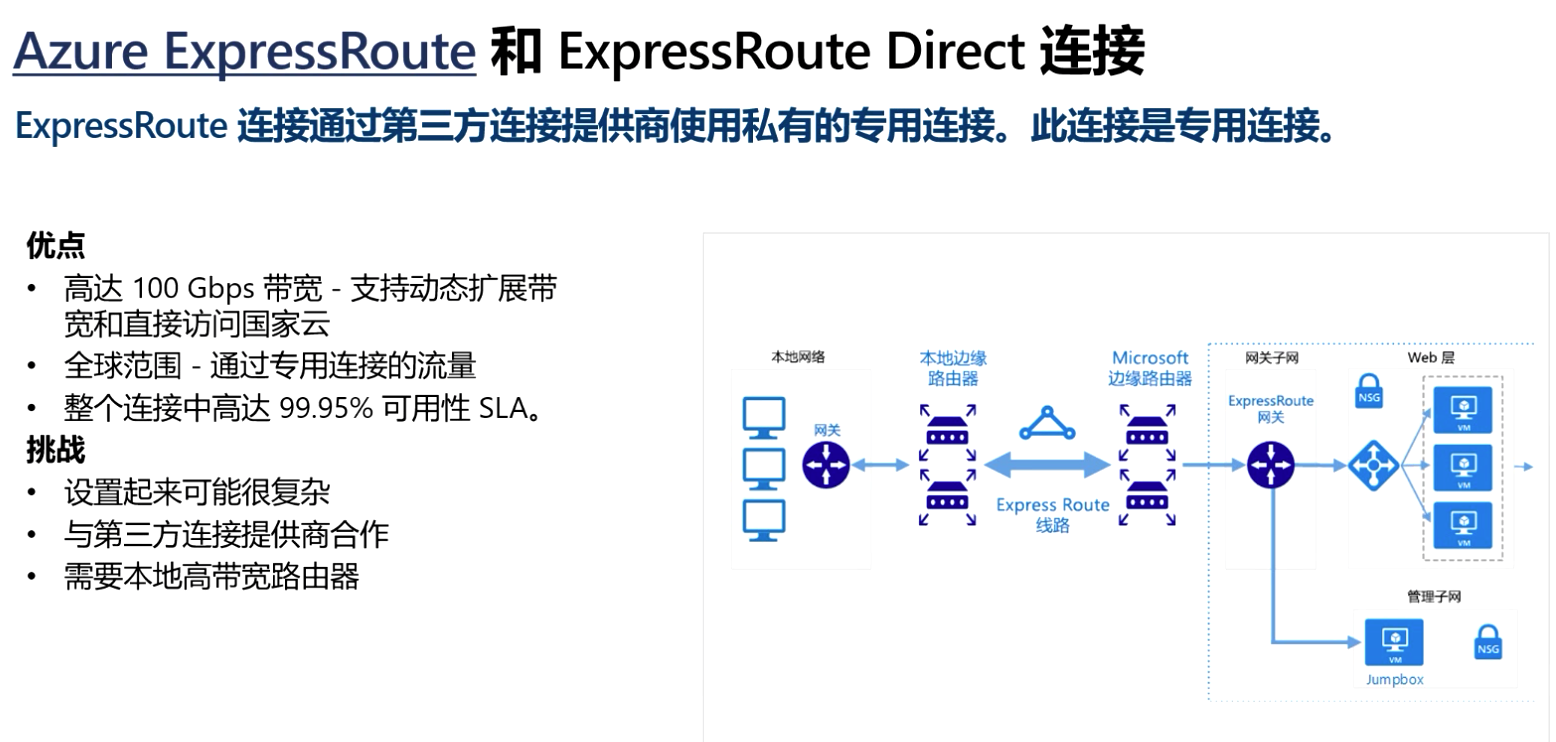 Azure ExpressRoute 和 ExpressRoute Direct 连接
ExpressRoute 连接通过第三方连接提供商使用私有的专用连接。此连接是专用连接。
优点
• 高达 100 Gbps 带宽 - 支持动态扩展带
宽和直接访问国家云
• 全球范围 - 通过专用连接的流量
• 整个连接中高达 99.95% 可用性 SLA。
挑战
• 设置起来可能很复杂
• 与第三方连接提供商合作
• 需要本地高带宽路由器
本地网络
网关
本地边缘
路由器
Express Route
线路
Microsoft
边缘路由器
网关子网
ExpressRoute
网关
NSG
Web 层
VM
VM
VM
管理子网
VM
Jumpbox
NSG